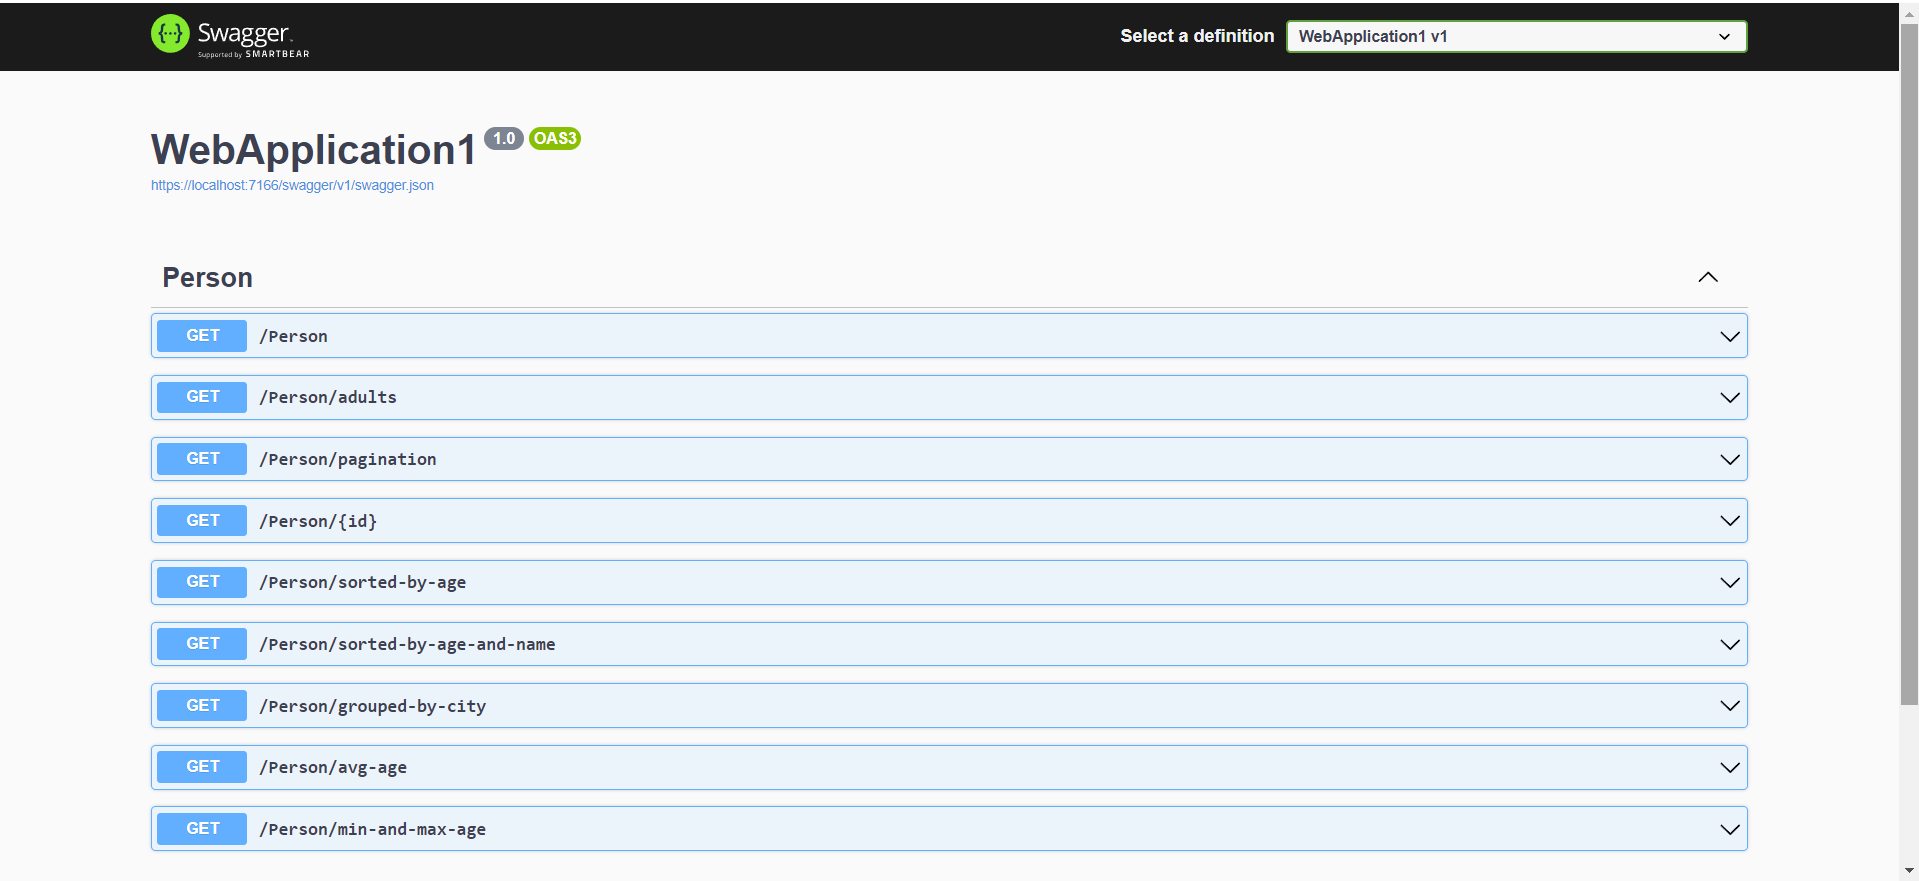 Swagger.
Supported by SMARTBEAR
Select a definition
WebApplication1 v1
WebApplication1 1.0 OAS3
https://localhost:7166/swagger/v1/swagger.json
Person
GET /Person
GET /Person/adults
GET /Person/pagination
GET /Person/{id}
GET /Person/sorted-by-age
GET /Person/sorted-by-age-and-name
GET /Person/grouped-by-city
GET /Person/avg-age
GET /Person/min-and-max-age